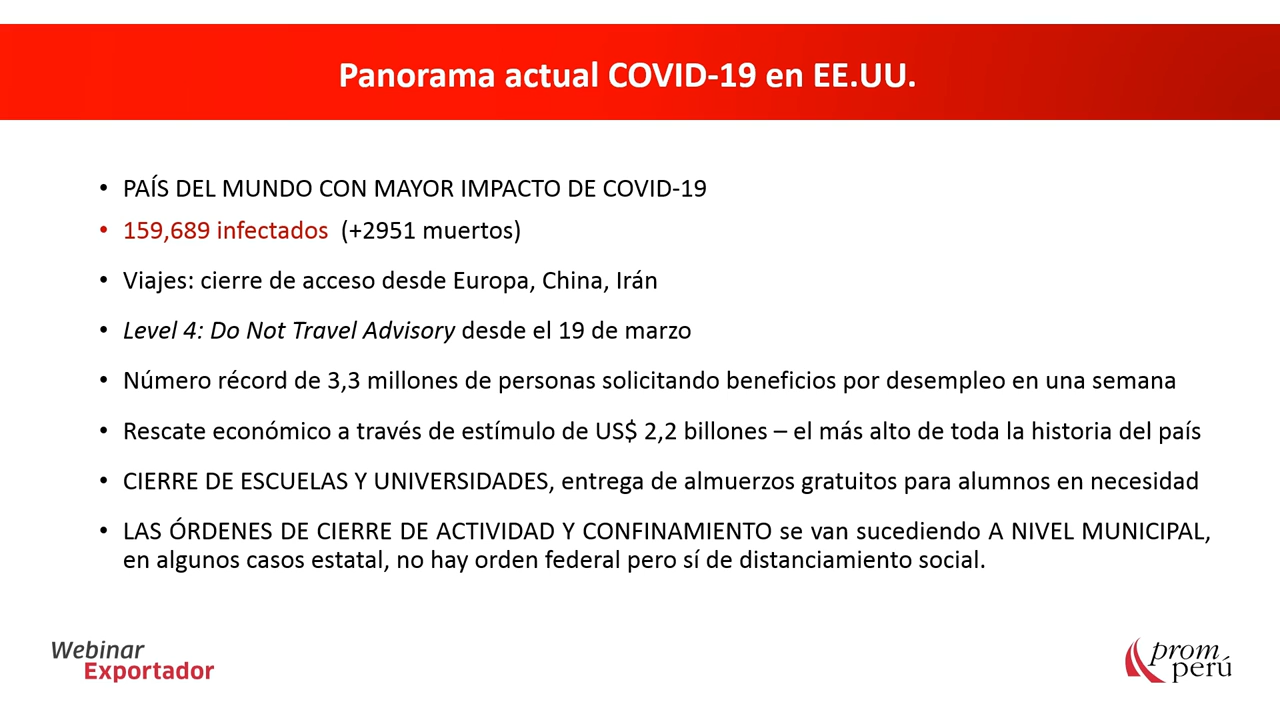 Panorama actual COVID-19 en EE.UU.
• PAÍS DEL MUNDO CON MAYOR IMPACTO DE COVID-19
• 159,689 infectados (+2951 muertos)
• Viajes: cierre de acceso desde Europa, China, Irán
• Level 4: Do Not Travel Advisory desde el 19 de marzo
• Número récord de 3,3 millones de personas solicitando beneficios por desempleo en una semana
• Rescate económico a través de estímulo de US$ 2,2 billones – el más alto de toda la historia del país
• CIERRE DE ESCUELAS Y UNIVERSIDADES, entrega de almuerzos gratuitos para alumnos en necesidad
• LAS ÓRDENES DE CIERRE DE ACTIVIDAD Y CONFINAMIENTO se van sucediendo A NIVEL MUNICIPAL,
en algunos casos estatal, no hay orden federal pero sí de distanciamiento social.
Webinar
Exportador
prom
perú